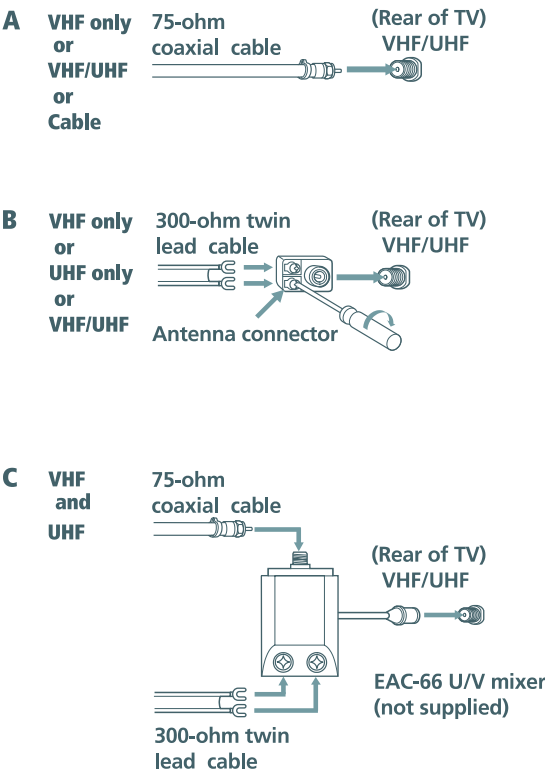 A
VHF only
or
VHF/UHF
or
Cable
75-ohm
coaxial cable
(Rear of TV)
VHF/UHF
B
VHF only
or
UHF only
or
VHF/UHF
300-ohm twin
lead cable
Antenna connector
(Rear of TV)
VHF/UHF
C
VHF
and
UHF
75-ohm
coaxial cable
(Rear of TV)
VHF/UHF
EAC-66 U/V mixer
(not supplied)
300-ohm twin
lead cable